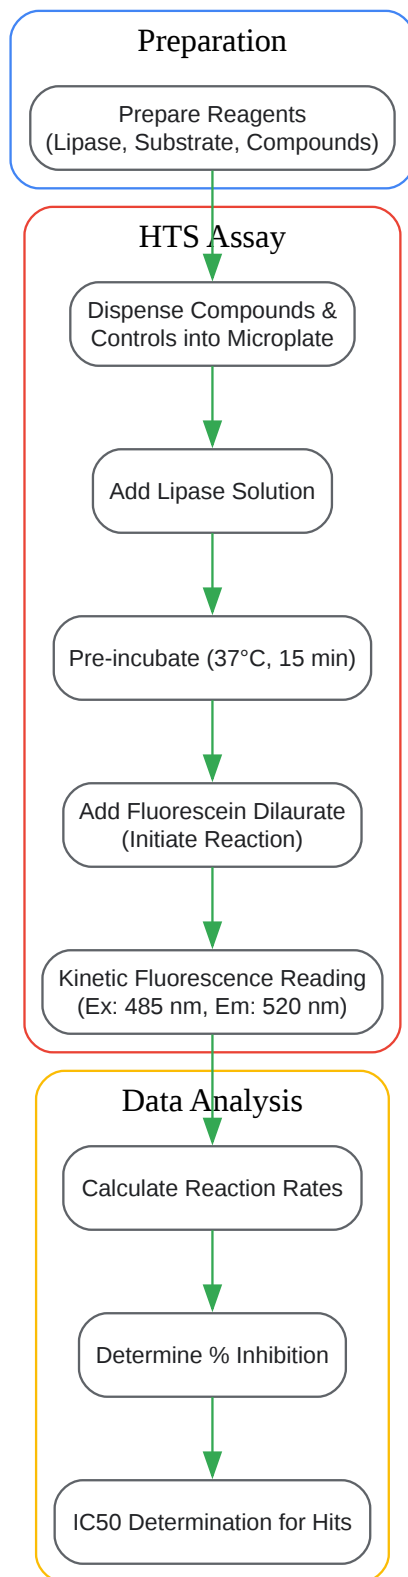 Preparation
Prepare Reagents
(Lipase, Substrate, Compounds)
HTS Assay
Dispense Compounds &
Controls into Microplate
Add Lipase Solution
Pre-incubate (37°C, 15 min)
Add Fluorescein Dilaurate
(Initiate Reaction)
Kinetic Fluorescence Reading
(Ex: 485 nm, Em: 520 nm)
Data Analysis
Calculate Reaction Rates
Determine % Inhibition
IC50 Determination for Hits